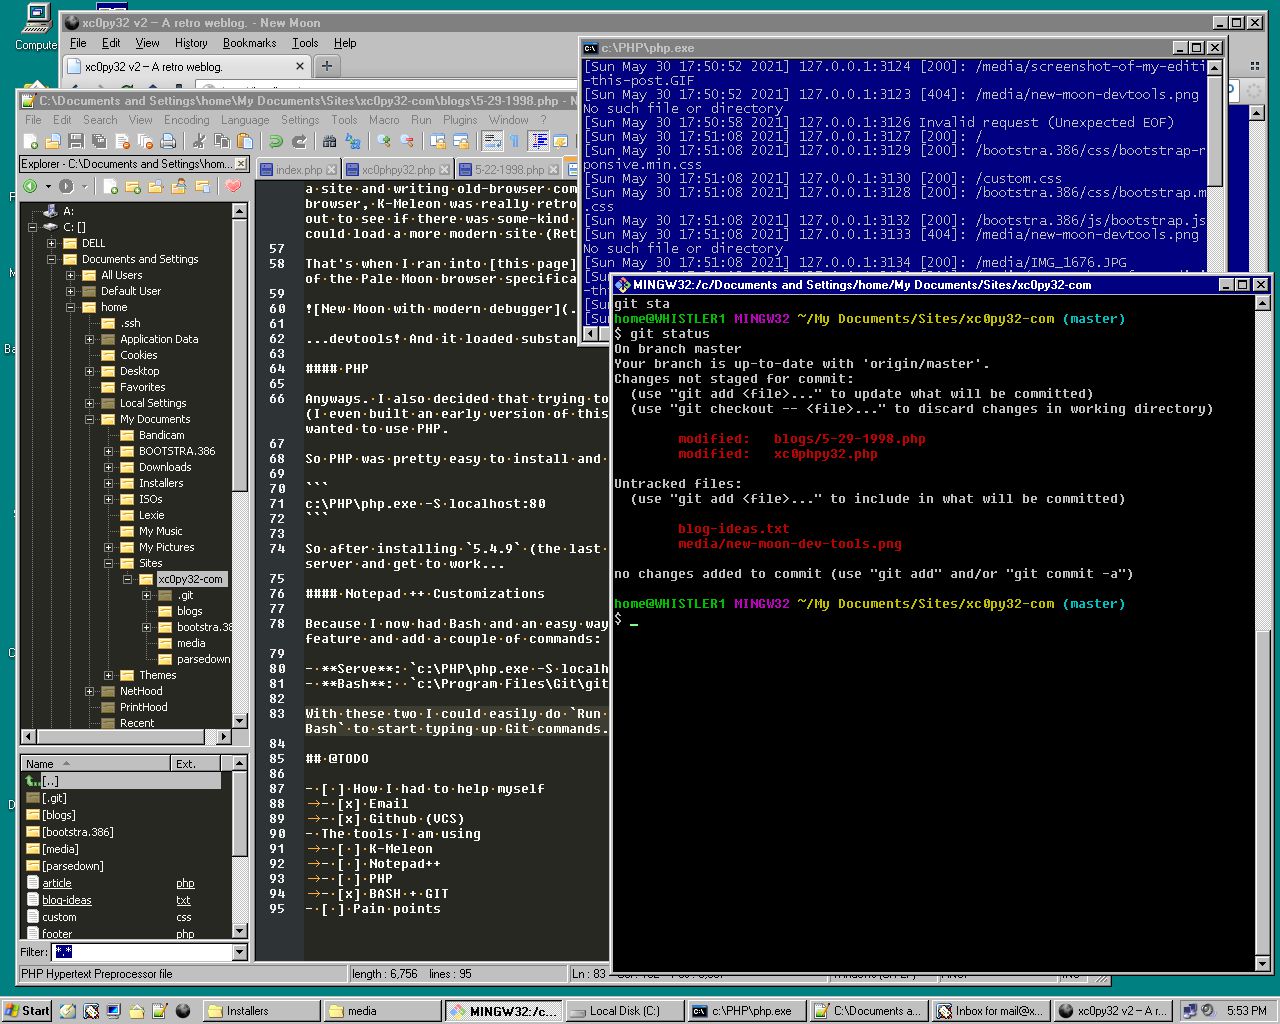 Compute
xc0py32 v2 – A retro weblog. - New Moon
File Edit View History Bookmarks Tools Help
xc0py32 v2 – A retro weblog.
C:\Documents and Settings\home\My Documents\Sites\xc0py32-com\blogs\5-29-1998.php - N
File Edit Search View Encoding Language Settings Tools Macro Run Plugins Window ?
Explorer - C:\Documents and Settings\hom...
A:
C: []
DELL
Documents and Settings
All Users
Default User
home
.ssh
Application Data
Cookies
Desktop
Favorites
Local Settings
My Documents
Bandicam
BOOTSTRA.386
Downloads
Installers
ISOs
Lexie
My Music
My Pictures
Sites
xc0py32-com
.git
blogs
bootstra.38
media
parsedown
Themes
NetHood
PrintHood
Recent
Name Ext.
[..]
[.git]
[blogs]
[bootstra.386]
[media]
[parsedown]
article php
blog-ideas txt
custom css
footer php
Filter: *.*
index.php xc0phpy32.php 5-22-1998.php
a site and writing old-browser com
browser, K-Meleon was really retro
out to see if there was some-kind
could load a more modern site (Ret
57
58 That's when I ran into [this page]
of the Pale Moon browser specifica
59
60 ![New Moon with modern debugger](..
61
62 ...devtools! And it loaded substan
63
64 #### PHP
65
66 Anyways. I also decided that trying to
(I even built an early version of this
wanted to use PHP.
67
68 So PHP was pretty easy to install and
69
70 ```
71 c:\PHP\php.exe -S localhost:80
72 ```
73
74 So after installing `5.4.9` (the last
server and get to work...
75
76 #### Notepad ++ Customizations
77
78 Because I now had Bash and an easy way
feature and add a couple of commands:
79
80 - **Serve**: `c:\PHP\php.exe -S localh
81 - **Bash**: `c:\Program Files\Git\git
82
83 With these two I could easily do `Run
Bash` to start typing up Git commands.
84
85 ## @TODO
86
87 - [ ] How I had to help myself
88 - [x] Email
89 - [x] Github (VCS)
90 - The tools I am using
91 - [ ] K-Meleon
92 - [ ] Notepad++
93 - [ ] PHP
94 - [x] BASH + GIT
95 - [ ] Pain points
PHP Hypertext Preprocessor file length : 6,756 lines : 95 Ln : 83
c:\PHP\php.exe
[Sun May 30 17:50:52 2021] 127.0.0.1:3124 [200]: /media/screenshot-of-my-editi
-this-post.GIF
[Sun May 30 17:50:52 2021] 127.0.0.1:3123 [404]: /media/new-moon-devtools.png
No such file or directory
[Sun May 30 17:50:58 2021] 127.0.0.1:3126 Invalid request (Unexpected EOF)
[Sun May 30 17:51:08 2021] 127.0.0.1:3127 [200]: /
[Sun May 30 17:51:08 2021] 127.0.0.1:3129 [200]: /bootstra.386/css/bootstrap-r
ponsive.min.css
[Sun May 30 17:51:08 2021] 127.0.0.1:3130 [200]: /custom.css
[Sun May 30 17:51:08 2021] 127.0.0.1:3128 [200]: /bootstra.386/css/bootstrap.m
.css
[Sun May 30 17:51:08 2021] 127.0.0.1:3132 [200]: /bootstra.386/js/bootstrap.js
[Sun May 30 17:51:08 2021] 127.0.0.1:3133 [404]: /media/new-moon-devtools.png
No such file or directory
[Sun May 30 17:51:08 2021] 127.0.0.1:3134 [200]: /media/IMG_1676.JPG
[Sun
-thi
[Sun
[Sun
MINGW32:/c/Documents and Settings/home/My Documents/Sites/xc0py32-com
git sta
home@WHISTLER1 MINGW32 ~/My Documents/Sites/xc0py32-com (master)
$ git status
On branch master
Your branch is up-to-date with 'origin/master'.
Changes not staged for commit:
(use "git add <file>..." to update what will be committed)
(use "git checkout -- <file>..." to discard changes in working directory)
modified: blogs/5-29-1998.php
modified: xc0phpy32.php
Untracked files:
(use "git add <file>..." to include in what will be committed)
blog-ideas.txt
media/new-moon-dev-tools.png
no changes added to commit (use "git add" and/or "git commit -a")
home@WHISTLER1 MINGW32 ~/My Documents/Sites/xc0py32-com (master)
$ _
Start Installers media MINGW32:/c... Local Disk (C:) c:\PHP\php.exe C:\Documents a... Inbox for mail@x... xc0py32 v2 – A r... 5:53 PM